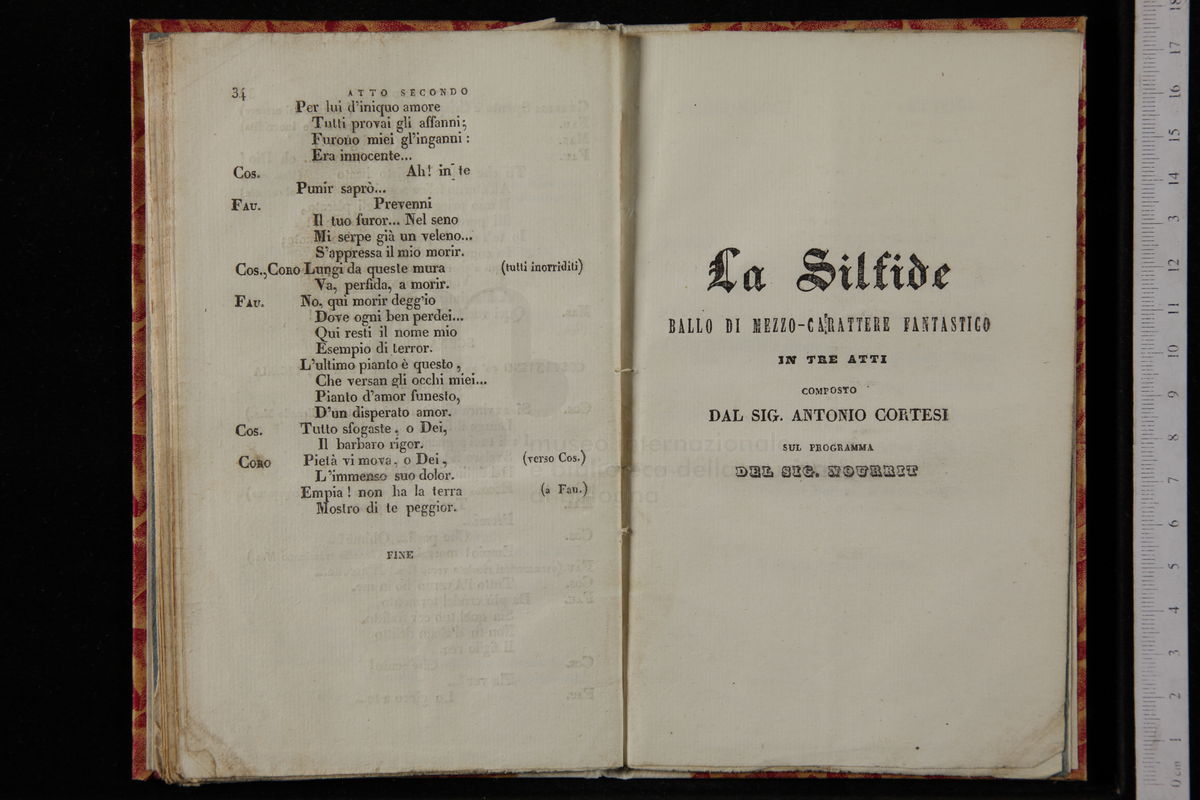 34
ATTO SECONDO
Per lui d'iniquo amore
Tutti provai gli affanni;
Furono miei gl'inganni :
Era innocente...
Cos. Ah! in te
Punir saprò...
Fau. Prevenni
Il tuo furor... Nel seno
Mi serpe già un veleno...
S'appressa il mio morir.
Cos.,Coro Lungi da queste mura (tutti inorriditi)
Va, perfida, a morir.
Fau. No, qui morir degg'io
Dove ogni ben perdei...
Qui resti il nome mio
Esempio di terror.
L'ultimo pianto è questo,
Che versan gli occhi miei...
Pianto d'amor funesto,
D'un disperato amor.
Cos. Tutto sfogaste, o Dei,
Il barbaro rigor.
Coro Pietà vi mova, o Dei, (verso Cos.)
L'immenso suo dolor.
Empia! non ha la terra (a Fau.)
Mostro di te peggior.
FINE
La Silfide
BALLO DI MEZZO-CARATTERE FANTASTICO
IN TRE ATTI
COMPOSTO
DAL SIG. ANTONIO CORTESI
SUL PROGRAMMA
DEL SIG. NOURRIT
museo internazionale